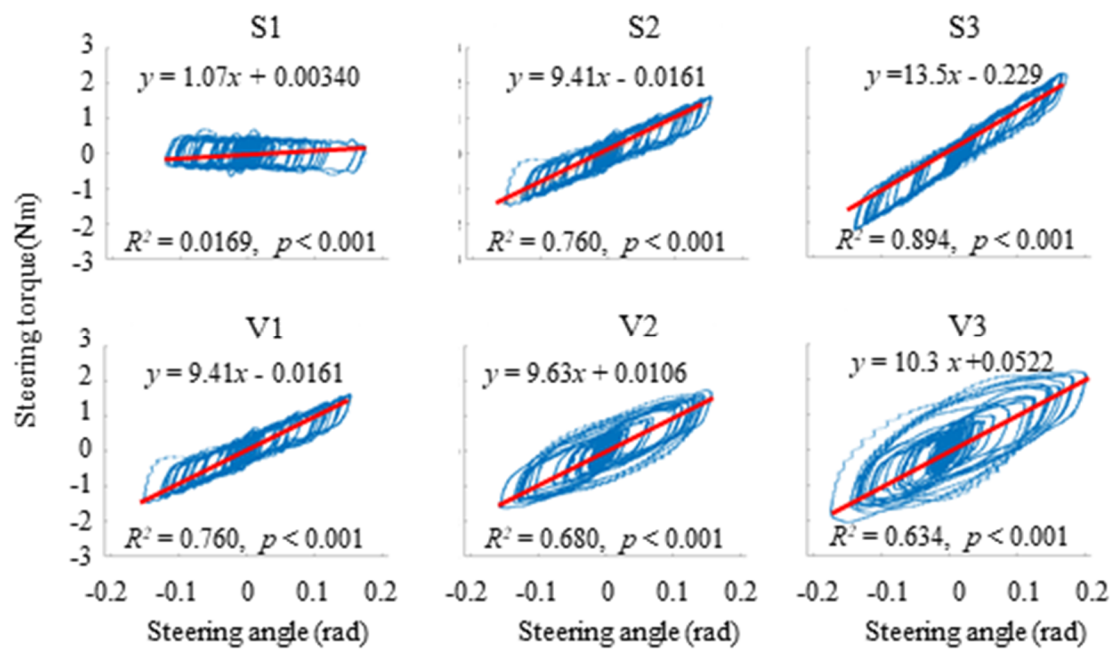 S1 S2 S3
3
2
1
0
-1
-2
-3
y = 1.07x + 0.00340
R² = 0.0169, p < 0.001
y = 9.41x - 0.0161
R² = 0.760, p < 0.001
y =13.5x - 0.229
R² = 0.894, p < 0.001
Steering torque(Nm)
V1 V2 V3
3
2
1
0
-1
-2
-3
y = 9.41x - 0.0161
R² = 0.760, p < 0.001
y = 9.63x + 0.0106
R² = 0.680, p < 0.001
y = 10.3 x+0.0522
R² = 0.634, p < 0.001
-0.2 -0.1 0 0.1 0.2 -0.2 -0.1 0 0.1 0.2 -0.2 -0.1 0 0.1 0.2
Steering angle (rad) Steering angle (rad) Steering angle (rad)